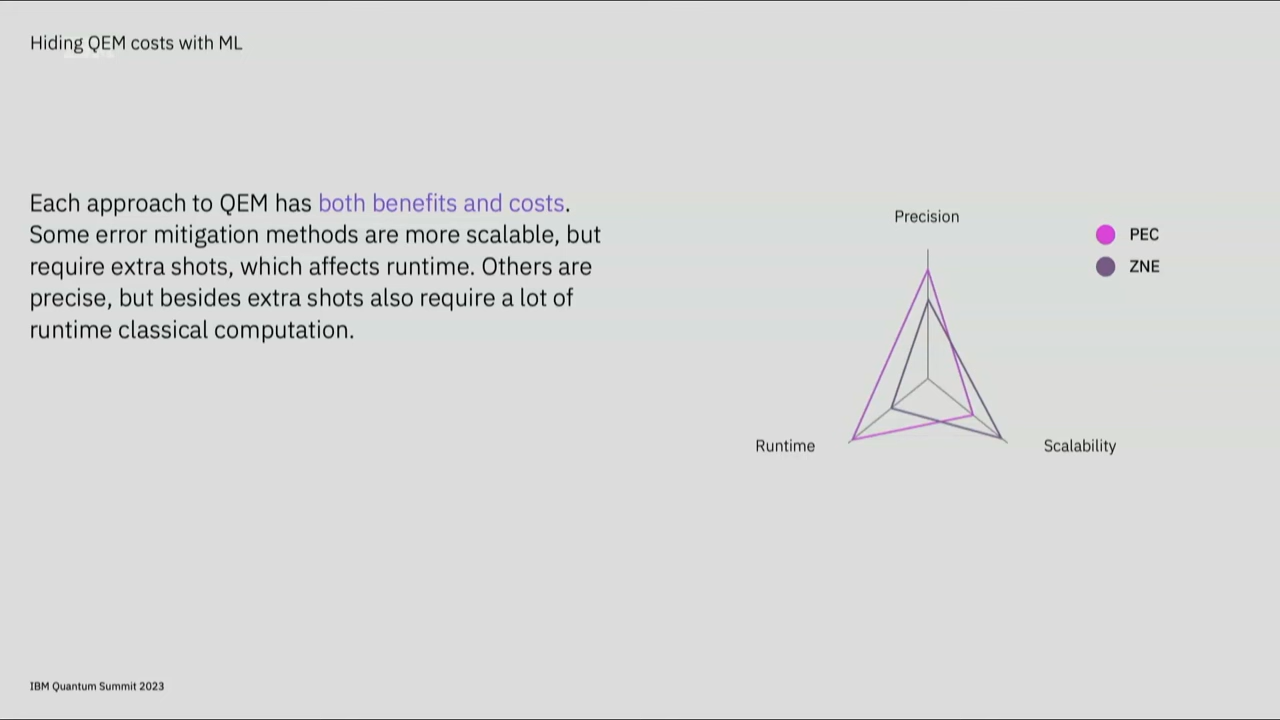 Hiding QEM costs with ML
Each approach to QEM has both benefits and costs.
Some error mitigation methods are more scalable, but
require extra shots, which affects runtime. Others are
precise, but besides extra shots also require a lot of
runtime classical computation.
Precision
PEC
ZNE
Runtime
Scalability
IBM Quantum Summit 2023